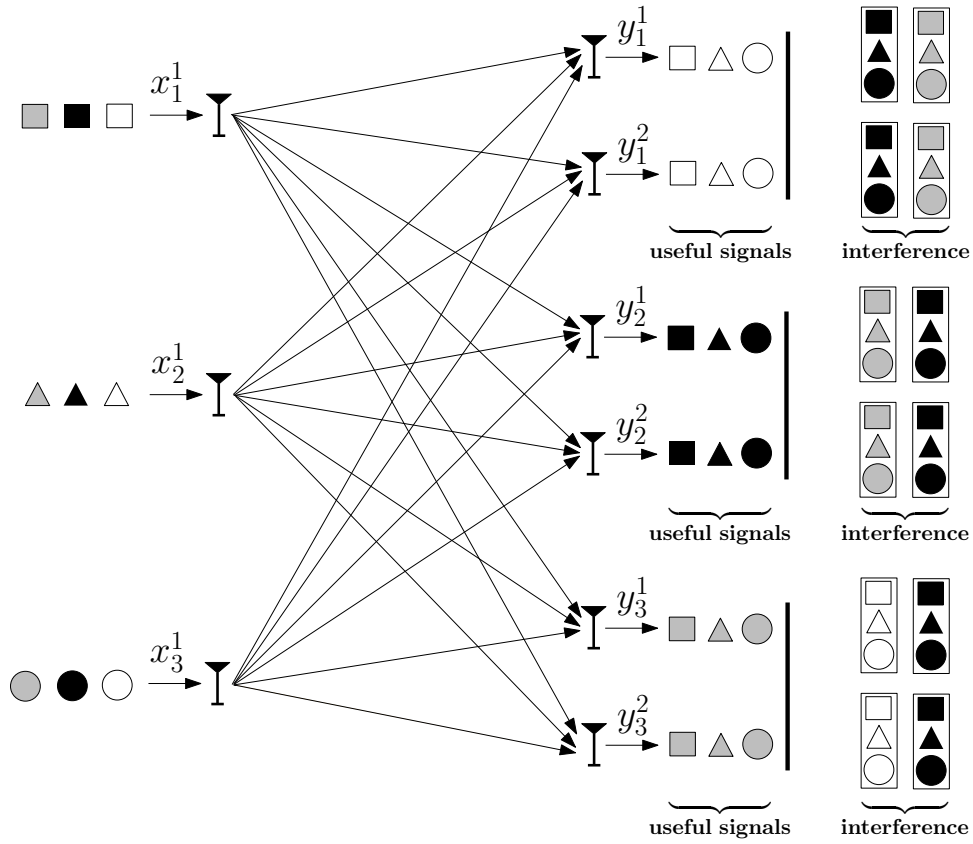 $x_1^1$
$y_1^1$
$y_1^2$
useful signals
interference
$x_2^1$
$y_2^1$
$y_2^2$
useful signals
interference
$x_3^1$
$y_3^1$
$y_3^2$
useful signals
interference